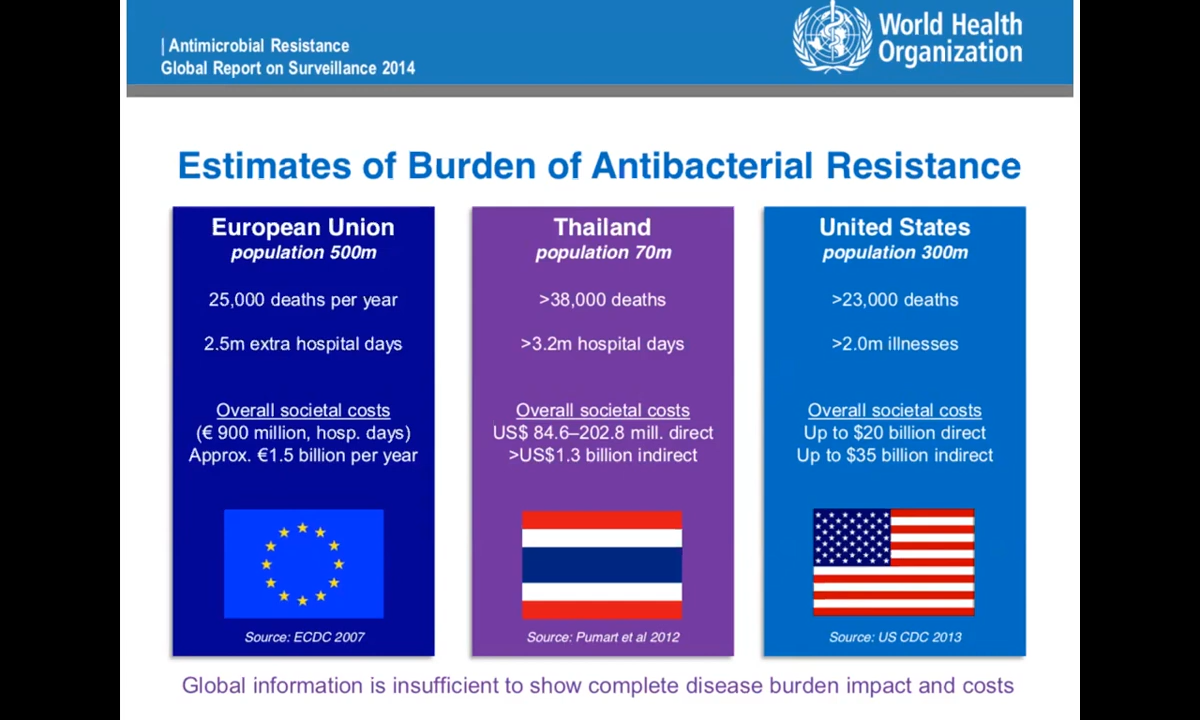 | Antimicrobial Resistance
Global Report on Surveillance 2014
World Health
Organization
Estimates of Burden of Antibacterial Resistance
European Union
population 500m
25,000 deaths per year
2.5m extra hospital days
Overall societal costs
(€ 900 million, hosp. days)
Approx. €1.5 billion per year
Source: ECDC 2007
Thailand
population 70m
>38,000 deaths
>3.2m hospital days
Overall societal costs
US$ 84.6–202.8 mill. direct
>US$1.3 billion indirect
Source: Pumart et al 2012
United States
population 300m
>23,000 deaths
>2.0m illnesses
Overall societal costs
Up to $20 billion direct
Up to $35 billion indirect
Source: US CDC 2013
Global information is insufficient to show complete disease burden impact and costs